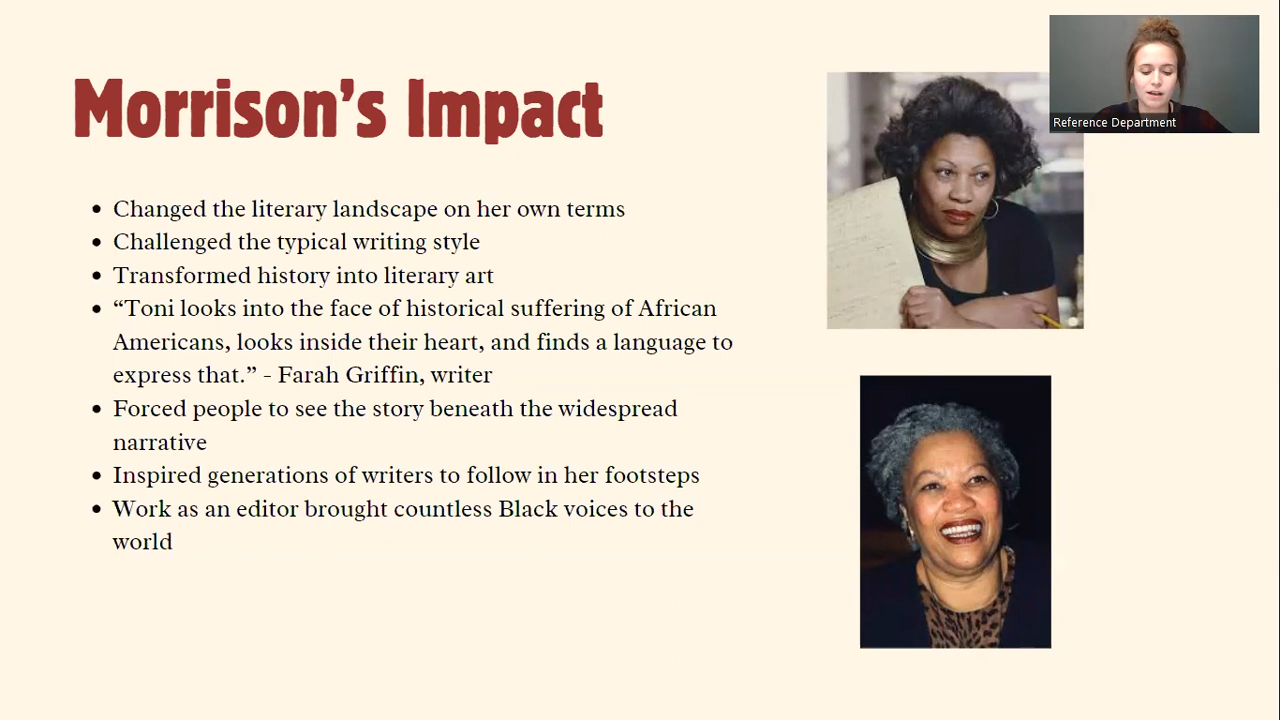 Morrison’s Impact
Reference Department
• Changed the literary landscape on her own terms
• Challenged the typical writing style
• Transformed history into literary art
• “Toni looks into the face of historical suffering of African
Americans, looks inside their heart, and finds a language to
express that.” - Farah Griffin, writer
• Forced people to see the story beneath the widespread
narrative
• Inspired generations of writers to follow in her footsteps
• Work as an editor brought countless Black voices to the
world